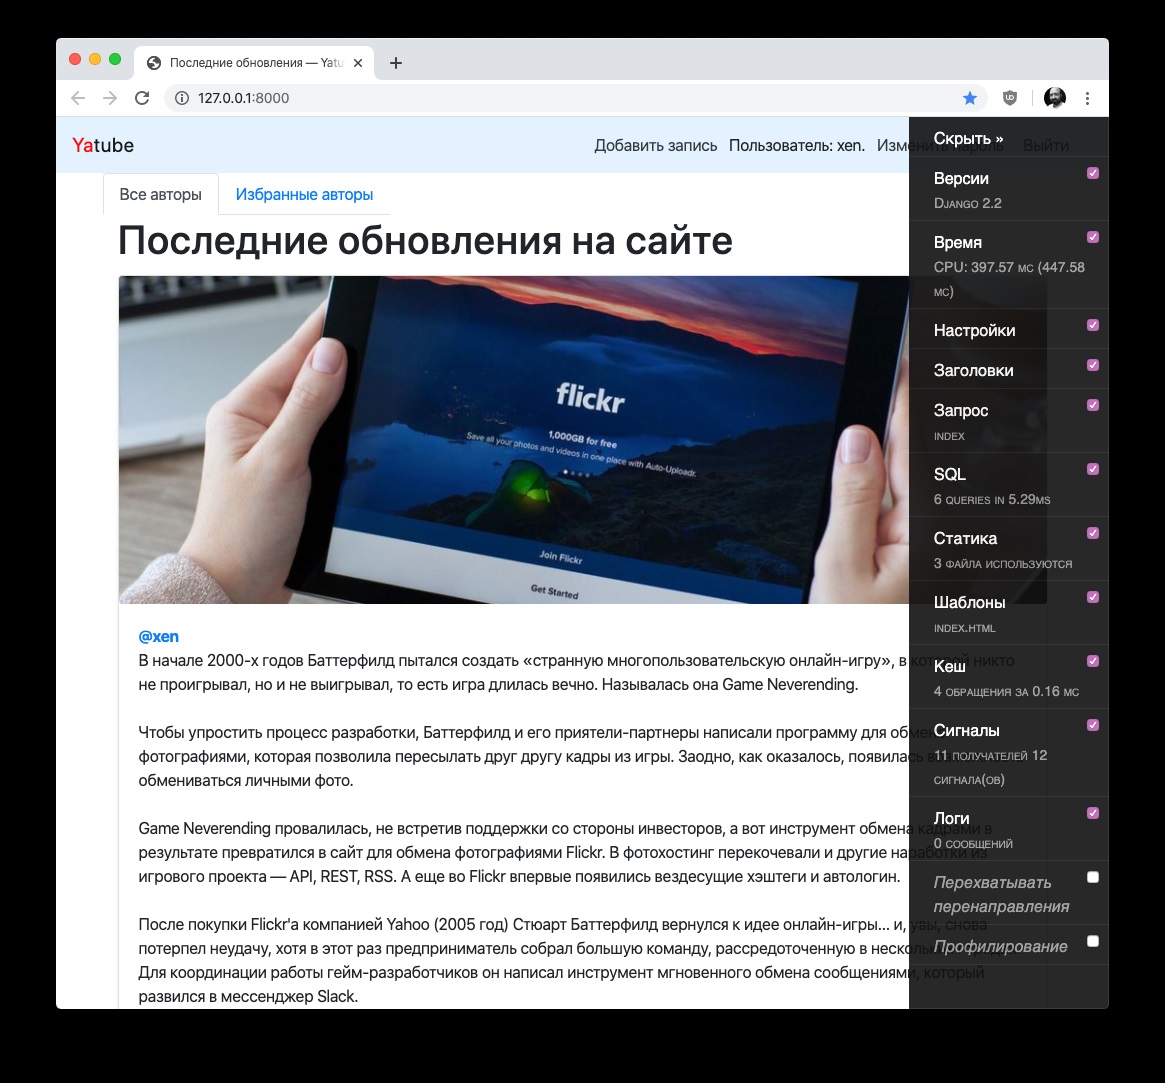 Последние обновления — Yatu
127.0.0.1:8000
Yatube
Добавить запись Пользователь: xen. Изменить пароль Выйти
Все авторы Избранные авторы
Последние обновления на сайте
flickr
1,000GB for free
Save all your photos and videos in one place with Auto-Uploadr.
Join Flickr
Get Started
@xen
В начале 2000-х годов Баттерфилд пытался создать «странную многопользовательскую онлайн-игру», в которой никто
не проигрывал, но и не выигрывал, то есть игра длилась вечно. Называлась она Game Neverending.
Чтобы упростить процесс разработки, Баттерфилд и его приятели-партнеры написали программу для обмена
фотографиями, которая позволила пересылать друг другу кадры из игры. Заодно, как оказалось, появилась
обмениваться личными фото.
Game Neverending провалилась, не встретив поддержки со стороны инвесторов, а вот инструмент обмена кадрами в
результате превратился в сайт для обмена фотографиями Flickr. В фотохостинг перекочевали и другие наработки из
игрового проекта — API, REST, RSS. А еще во Flickr впервые появились вездесущие хэштеги и автологин.
После покупки Flickr'а компанией Yahoo (2005 год) Стюарт Баттерфилд вернулся к идее онлайн-игры... и, увы, снова
потерпел неудачу, хотя в этот раз предприниматель собрал большую команду, рассредоточенную в
Для координации работы гейм-разработчиков он написал инструмент мгновенного обмена сообщениями, который
развился в мессенджер Slack.
Скрыть »
Версии
Django 2.2
Время
CPU: 397.57 мс (447.58
мс)
Настройки
Заголовки
Запрос
index
SQL
6 queries in 5.29ms
Статика
3 файла используются
Шаблоны
index.html
Кеш
4 обращения за 0.16 мс
Сигналы
11 получателей 12
сигнала(ов)
Логи
0 сообщений
Перехватывать
перенаправления
Профилирование